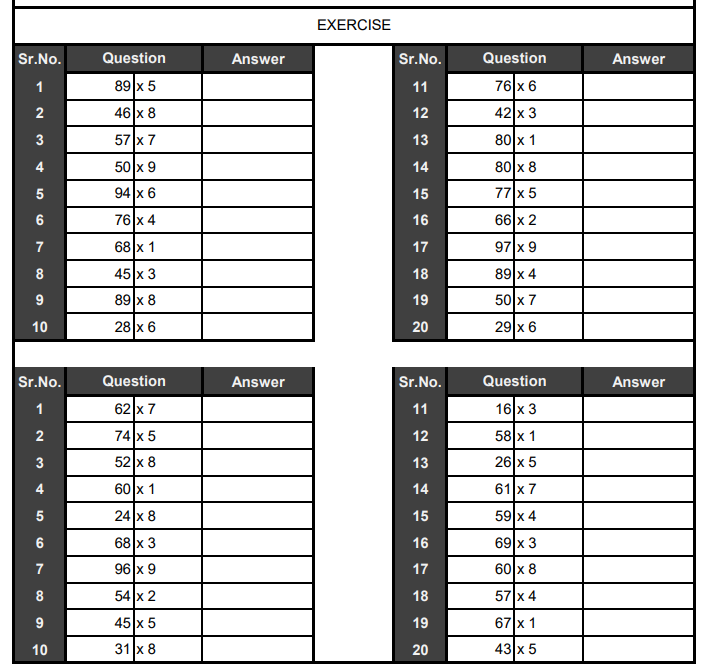 EXERCISE
Sr.No. Question Answer Sr.No. Question Answer
1 89 x 5 11 76 x 6
2 46 x 8 12 42 x 3
3 57 x 7 13 80 x 1
4 50 x 9 14 80 x 8
5 94 x 6 15 77 x 5
6 76 x 4 16 66 x 2
7 68 x 1 17 97 x 9
8 45 x 3 18 89 x 4
9 89 x 8 19 50 x 7
10 28 x 6 20 29 x 6
Sr.No. Question Answer Sr.No. Question Answer
1 62 x 7 11 16 x 3
2 74 x 5 12 58 x 1
3 52 x 8 13 26 x 5
4 60 x 1 14 61 x 7
5 24 x 8 15 59 x 4
6 68 x 3 16 69 x 3
7 96 x 9 17 60 x 8
8 54 x 2 18 57 x 4
9 45 x 5 19 67 x 1
10 31 x 8 20 43 x 5